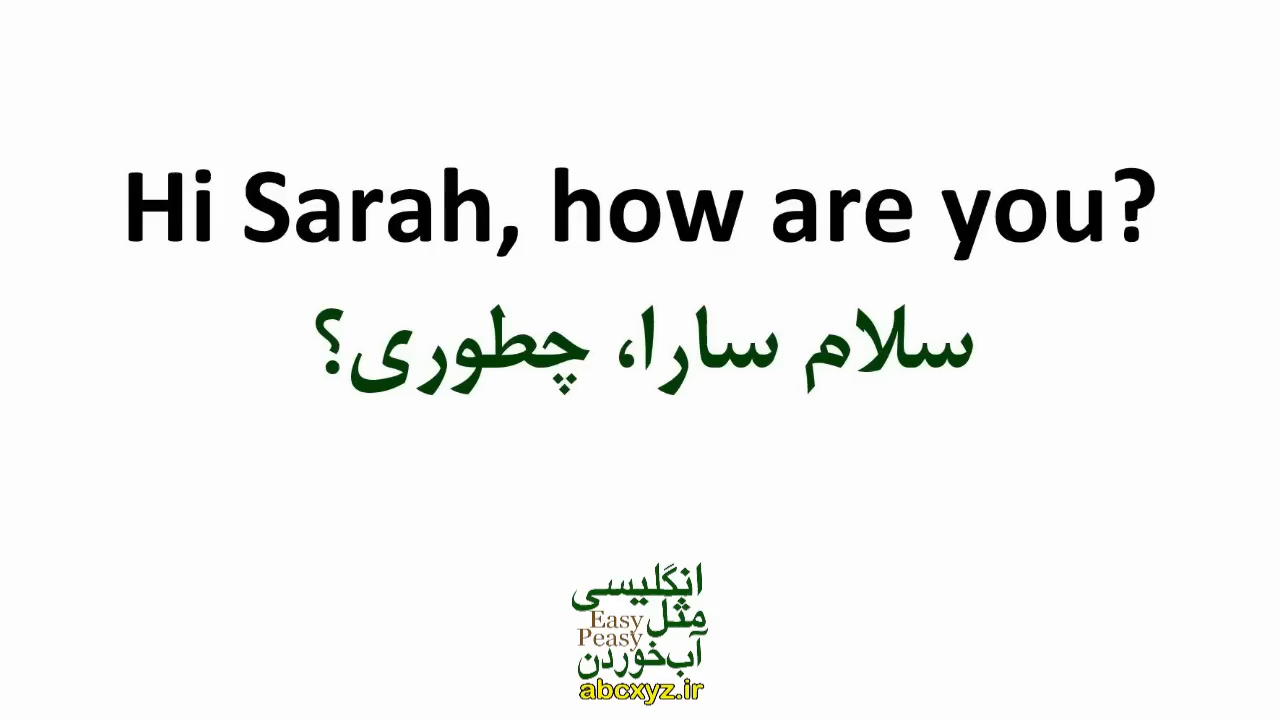 Hi Sarah, how are you?
سلام سارا، چطوری؟
انگلیسی
مثل
Easy
Peasy
آب‌خوردن
abcxyz.ir